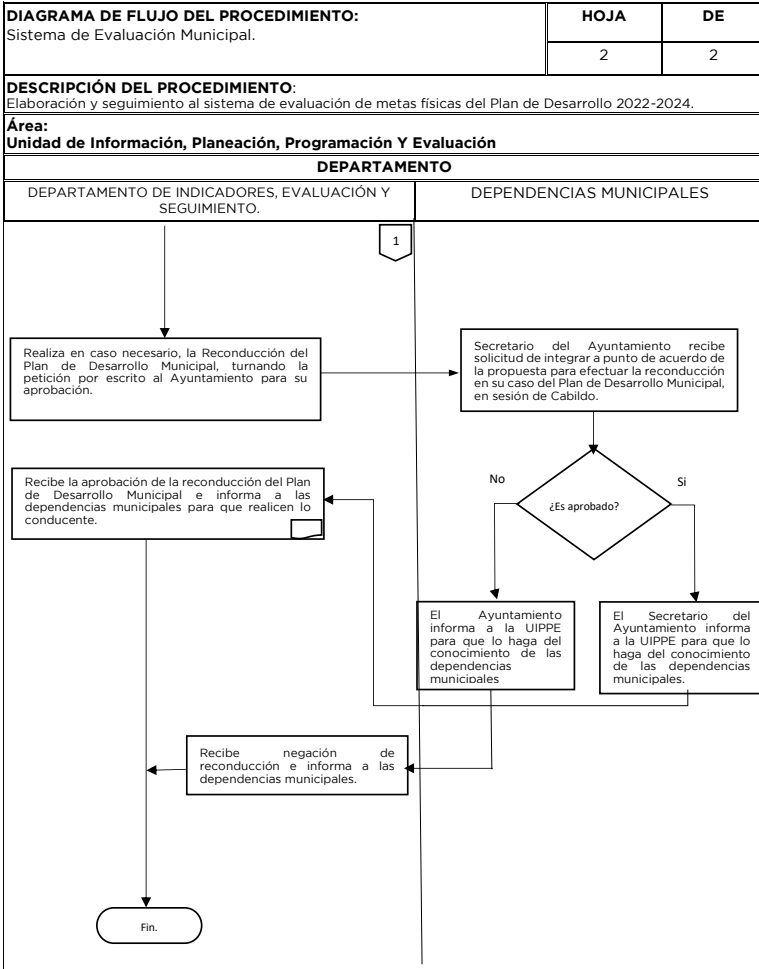 DIAGRAMA DE FLUJO DEL PROCEDIMIENTO:
Sistema de Evaluación Municipal.
HOJA
DE
2
2
DESCRIPCIÓN DEL PROCEDIMIENTO:
Elaboración y seguimiento al sistema de evaluación de metas físicas del Plan de Desarrollo 2022-2024.
Área:
Unidad de Información, Planeación, Programación Y Evaluación
DEPARTAMENTO
DEPARTAMENTO DE INDICADORES, EVALUACIÓN Y
SEGUIMIENTO.
DEPENDENCIAS MUNICIPALES
1
Realiza en caso necesario, la Reconducción del
Plan de Desarrollo Municipal, turnando la
petición por escrito al Ayuntamiento para su
aprobación.
Secretario del Ayuntamiento recibe
solicitud de integrar a punto de acuerdo de
la propuesta para efectuar la reconducción
en su caso del Plan de Desarrollo Municipal,
en sesión de Cabildo.
Recibe la aprobación de la reconducción del Plan
de Desarrollo Municipal e informa a las
dependencias municipales para que realicen lo
conducente.
No
Si
¿Es aprobado?
El Ayuntamiento
informa a la UIPPE
para que lo haga del
conocimiento de las
dependencias
municipales
El Secretario del
Ayuntamiento informa
a la UIPPE para que lo
haga del conocimiento
de las dependencias
municipales.
Recibe negación de
reconducción e informa a las
dependencias municipales.
Fin.